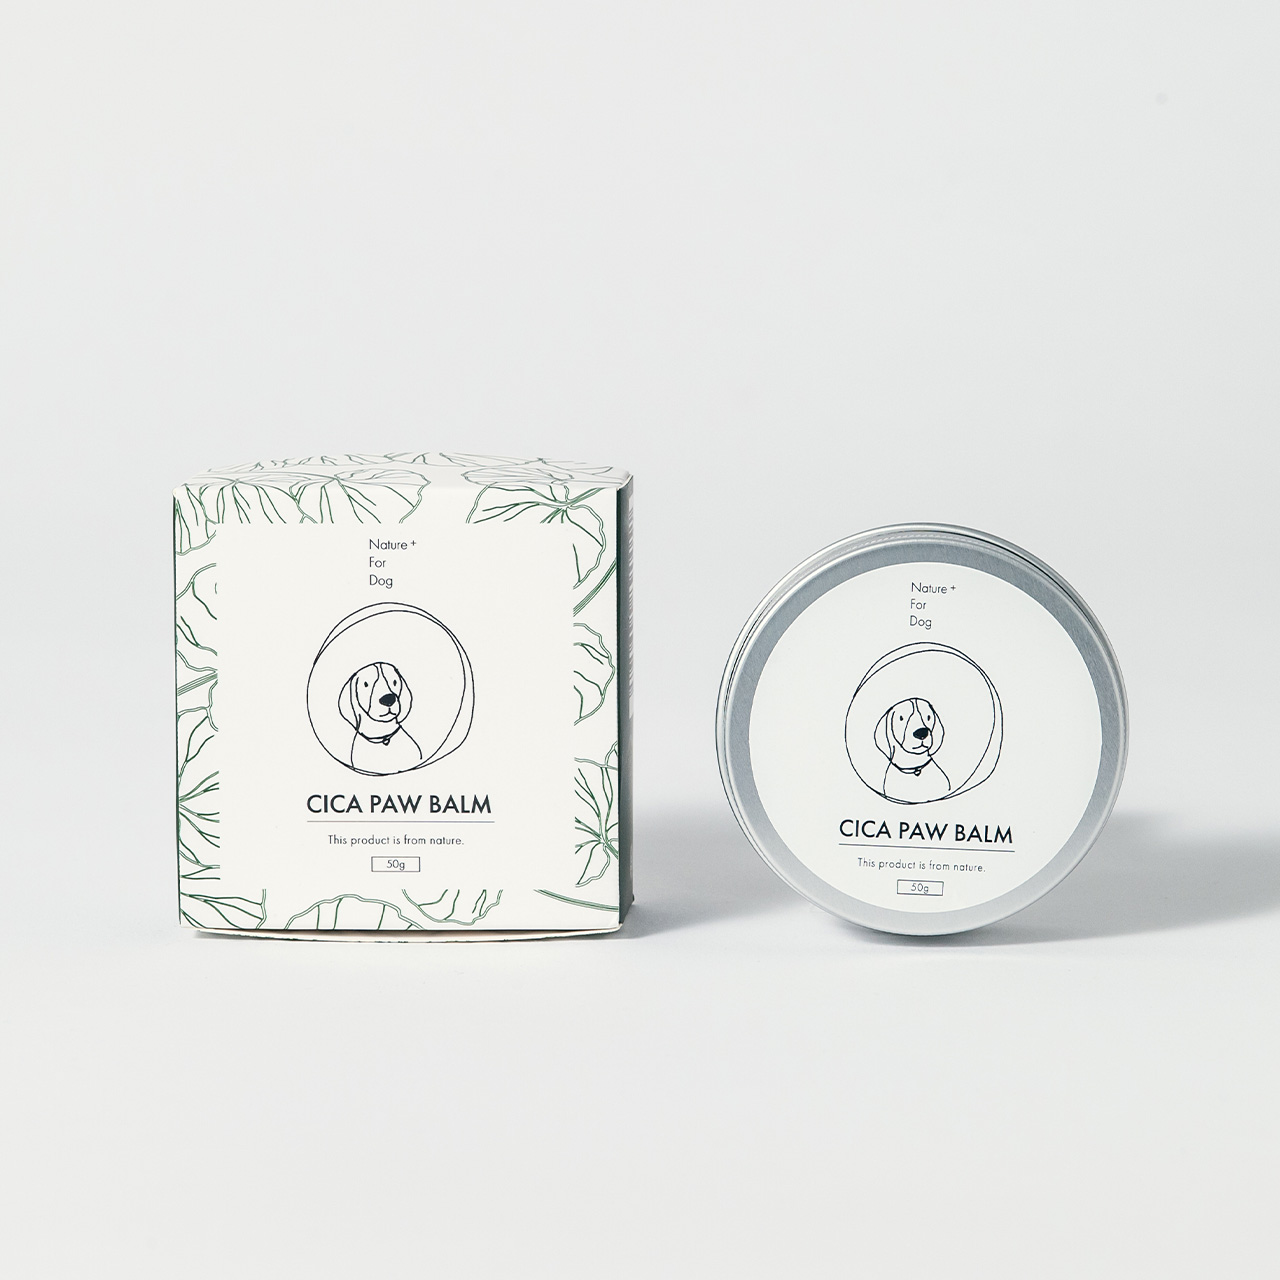 Nature +
For
Dog
CICA PAW BALM
This product is from nature.
50g
Nature +
For
Dog
CICA PAW BALM
This product is from nature.
50g